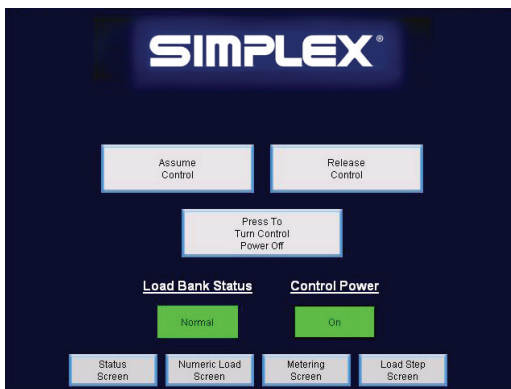 SIMPLEX®
Assume Release
Control Control
Press To
Turn Control
Power Off
Load Bank Status Control Power
Normal On
Status Numeric Load Metering Load Step
Screen Screen Screen Screen